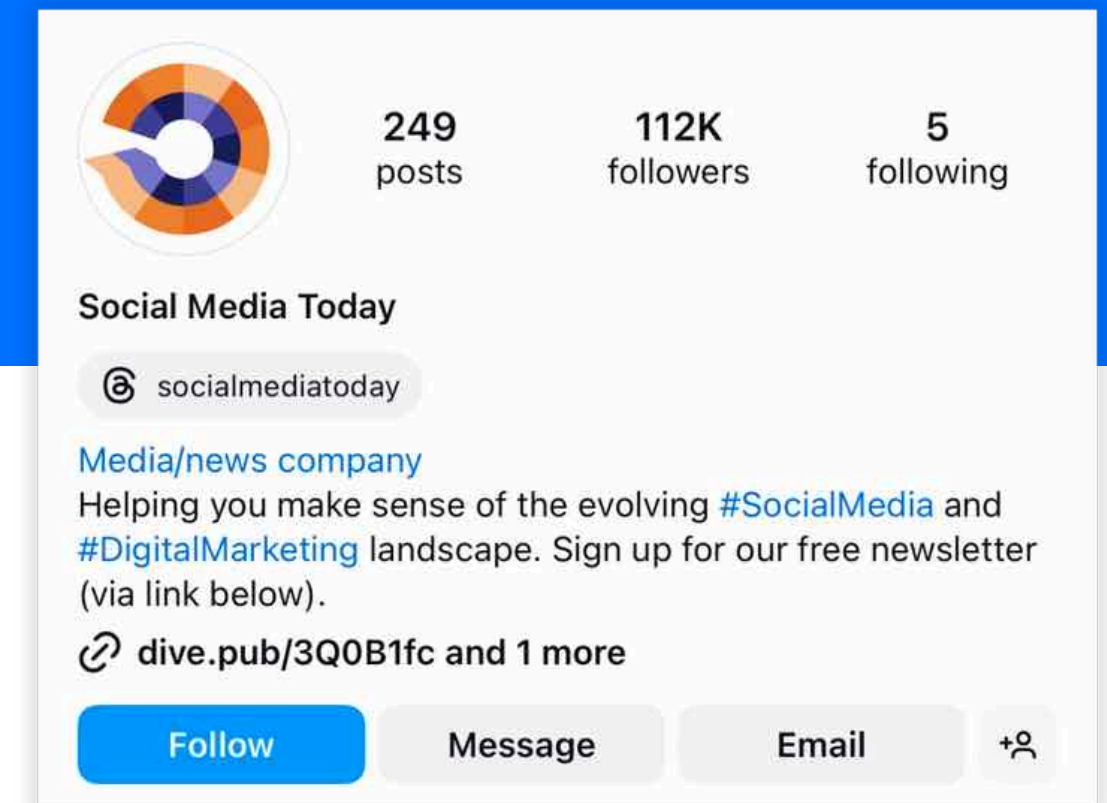 249 112K 5
posts followers following
Social Media Today
socialmediatoday
Media/news company
Helping you make sense of the evolving #SocialMedia and
#DigitalMarketing landscape. Sign up for our free newsletter
(via link below).
dive.pub/3Q0B1fc and 1 more
Follow Message Email